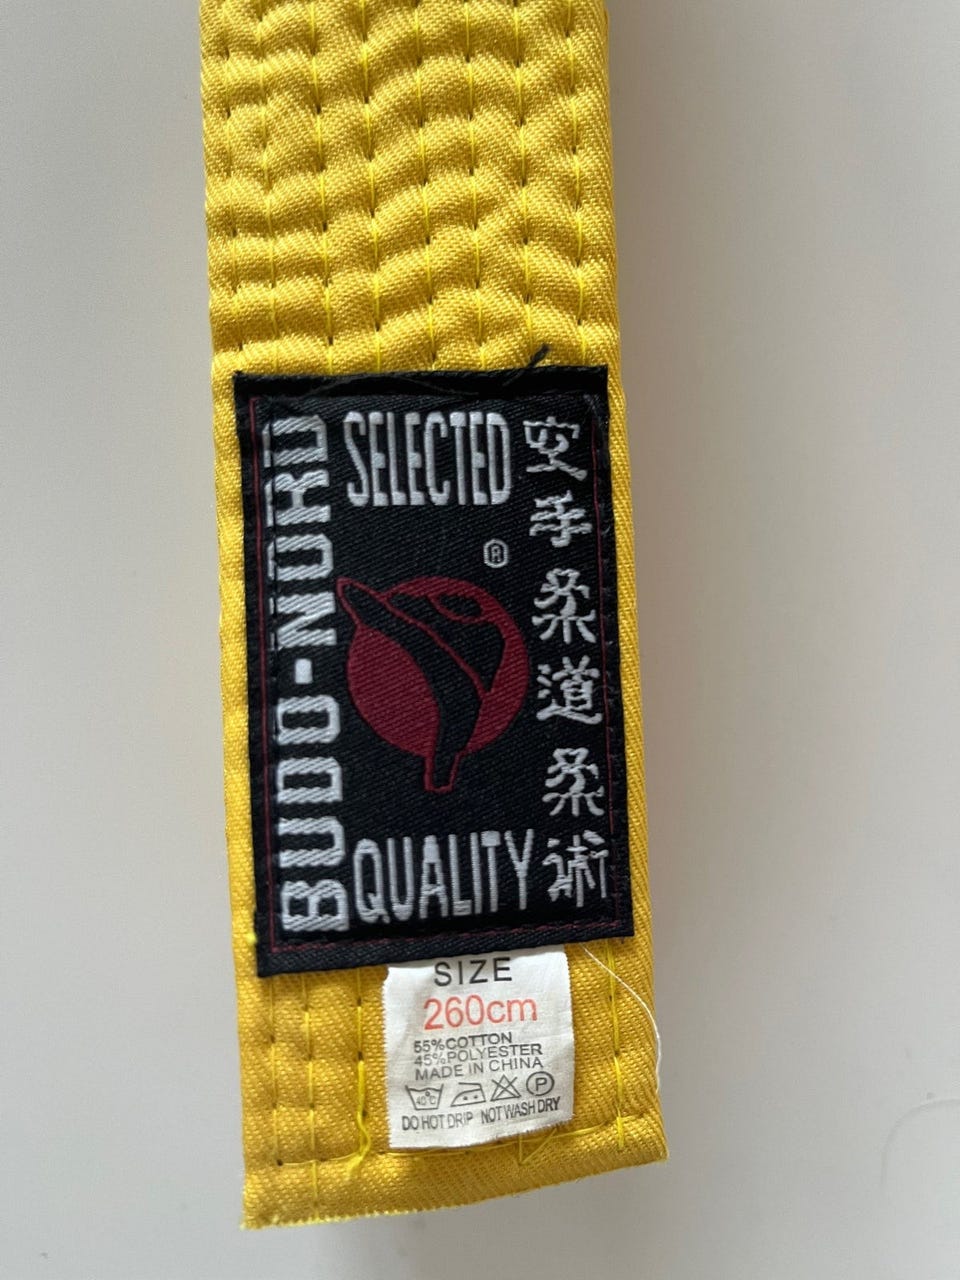 BUDO-NORD
SELECTED
®
QUALITY
空手柔道柔術
SIZE
260cm
55%COTTON
45%POLYESTER
MADE IN CHINA
40°C P
DO HOT DRIP NOT WASH DRY